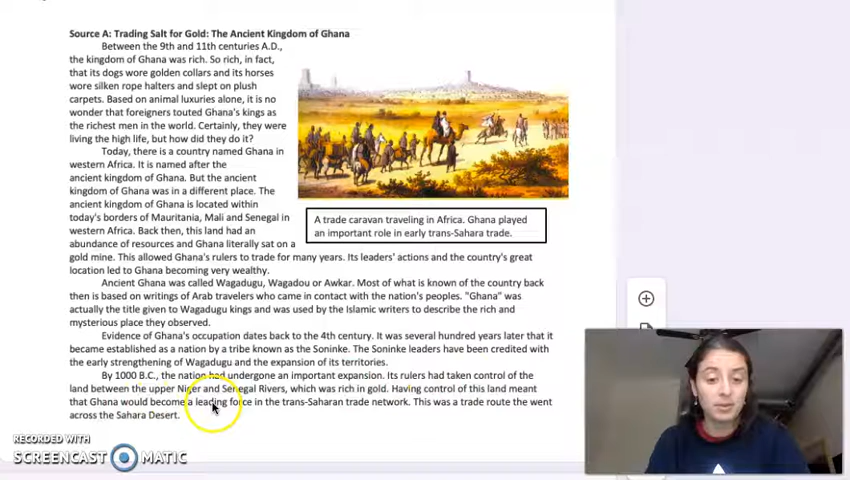 Source A: Trading Salt for Gold: The Ancient Kingdom of Ghana
Between the 9th and 11th centuries A.D.,
the kingdom of Ghana was rich. So rich, in fact,
that its dogs wore golden collars and its horses
wore silken rope halters and slept on plush
carpets. Based on animal luxuries alone, it is no
wonder that foreigners touted Ghana's kings as
the richest men in the world. Certainly, they were
living the high life, but how did they do it?
Today, there is a country named Ghana in
western Africa. It is named after the
ancient kingdom of Ghana. But the ancient
kingdom of Ghana was in a different place. The
ancient kingdom of Ghana is located within
today's borders of Mauritania, Mali and Senegal in
western Africa. Back then, this land had an
abundance of resources and Ghana literally sat on a
gold mine. This allowed Ghana's rulers to trade for many years. Its leaders' actions and the country's great
location led to Ghana becoming very wealthy.
A trade caravan traveling in Africa. Ghana played
an important role in early trans-Sahara trade.
Ancient Ghana was called Wagadugu, Wagadou or Awkar. Most of what is known of the country back
then is based on writings of Arab travelers who came in contact with the nation's peoples. "Ghana" was
actually the title given to Wagadugu kings and was used by the Islamic writers to describe the rich and
mysterious place they observed.
Evidence of Ghana's occupation dates back to the 4th century. It was several hundred years later that it
became established as a nation by a tribe known as the Soninke. The Soninke leaders have been credited with
the early strengthening of Wagadugu and the expansion of its territories.
By 1000 B.C., the nation had undergone an important expansion. Its rulers had taken control of the
land between the upper Niger and Senegal Rivers, which was rich in gold. Having control of this land meant
that Ghana would become a leading force in the trans-Saharan trade network. This was a trade route the went
across the Sahara Desert.
RECORDED WITH
SCREENCAST MATIC